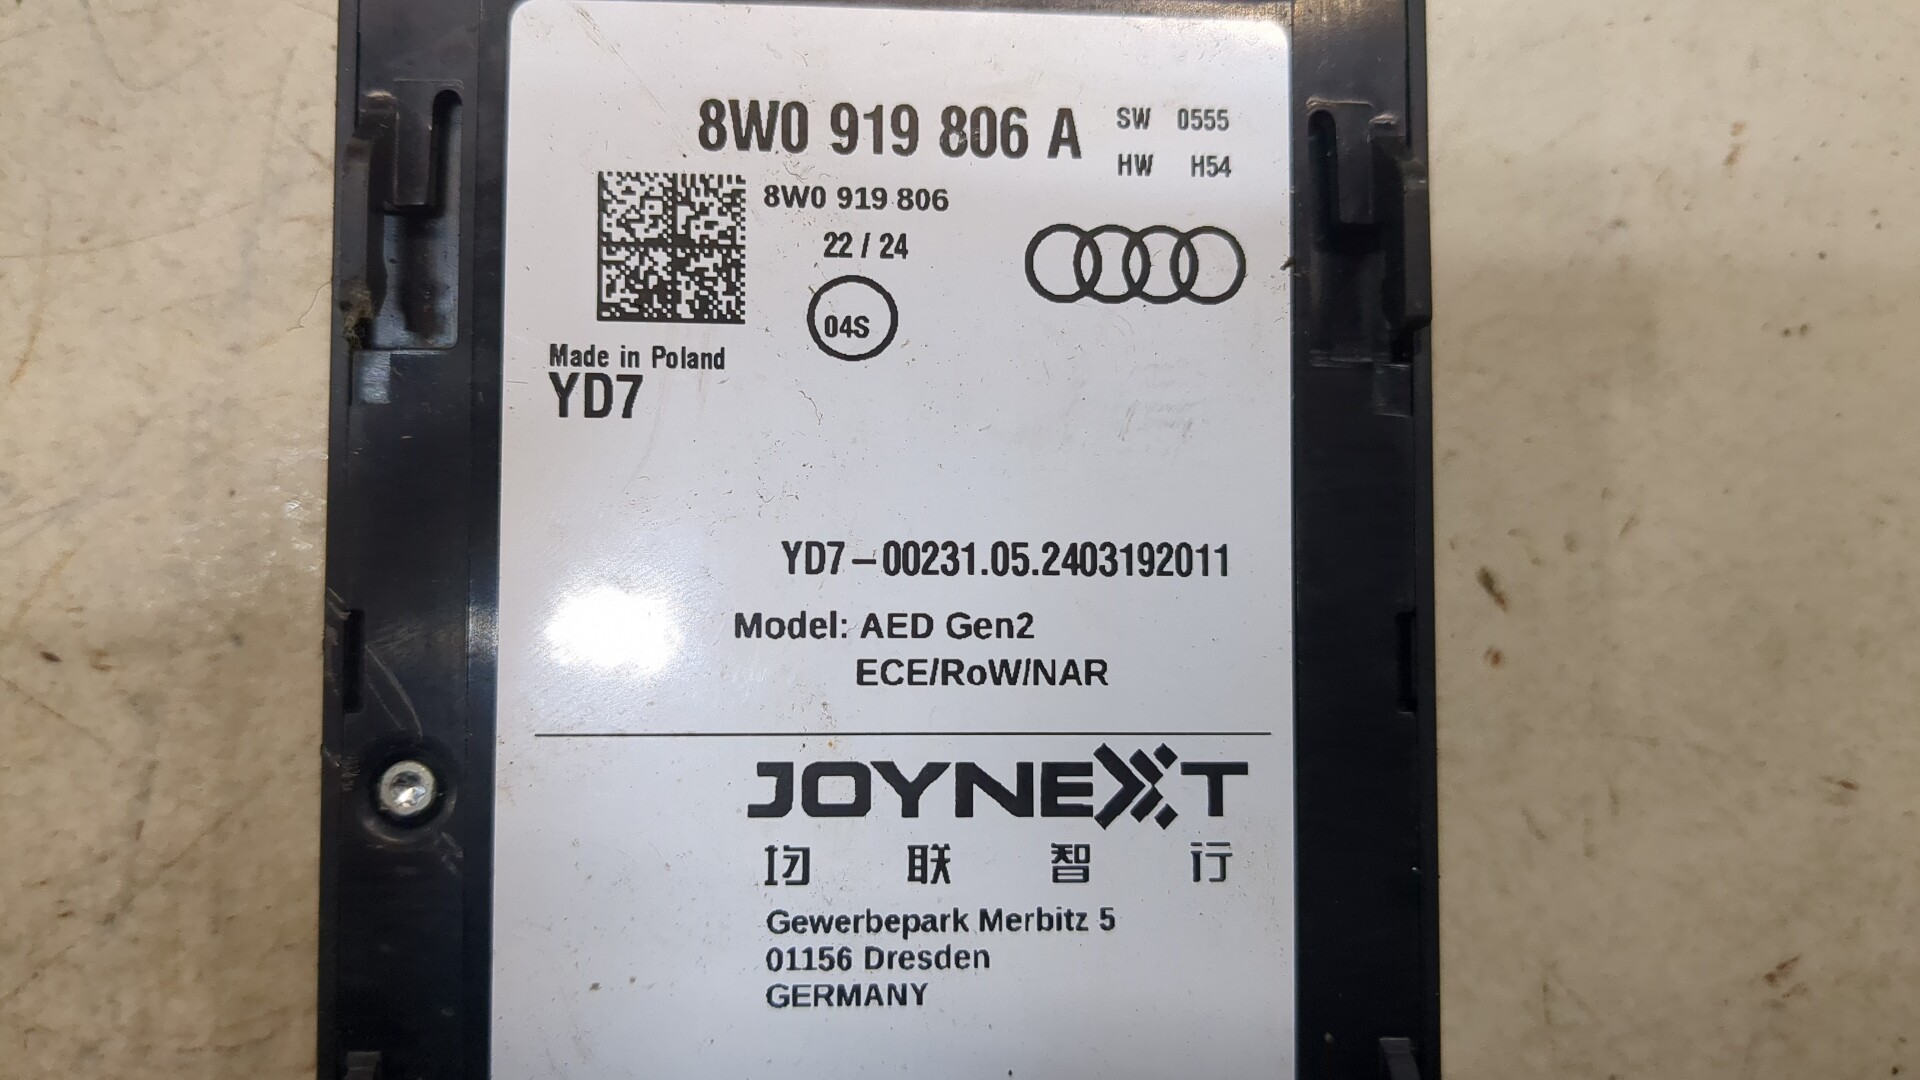 8W0 919 806 A
SW 0555
HW H54
8W0 919 806
22 / 24
04S
Made in Poland
YD7
YD7-00231.05.2403192011
Model: AED Gen2
ECE/RoW/NAR
JOYNEXT
均 联 智 行
Gewerbepark Merbitz 5
01156 Dresden
GERMANY